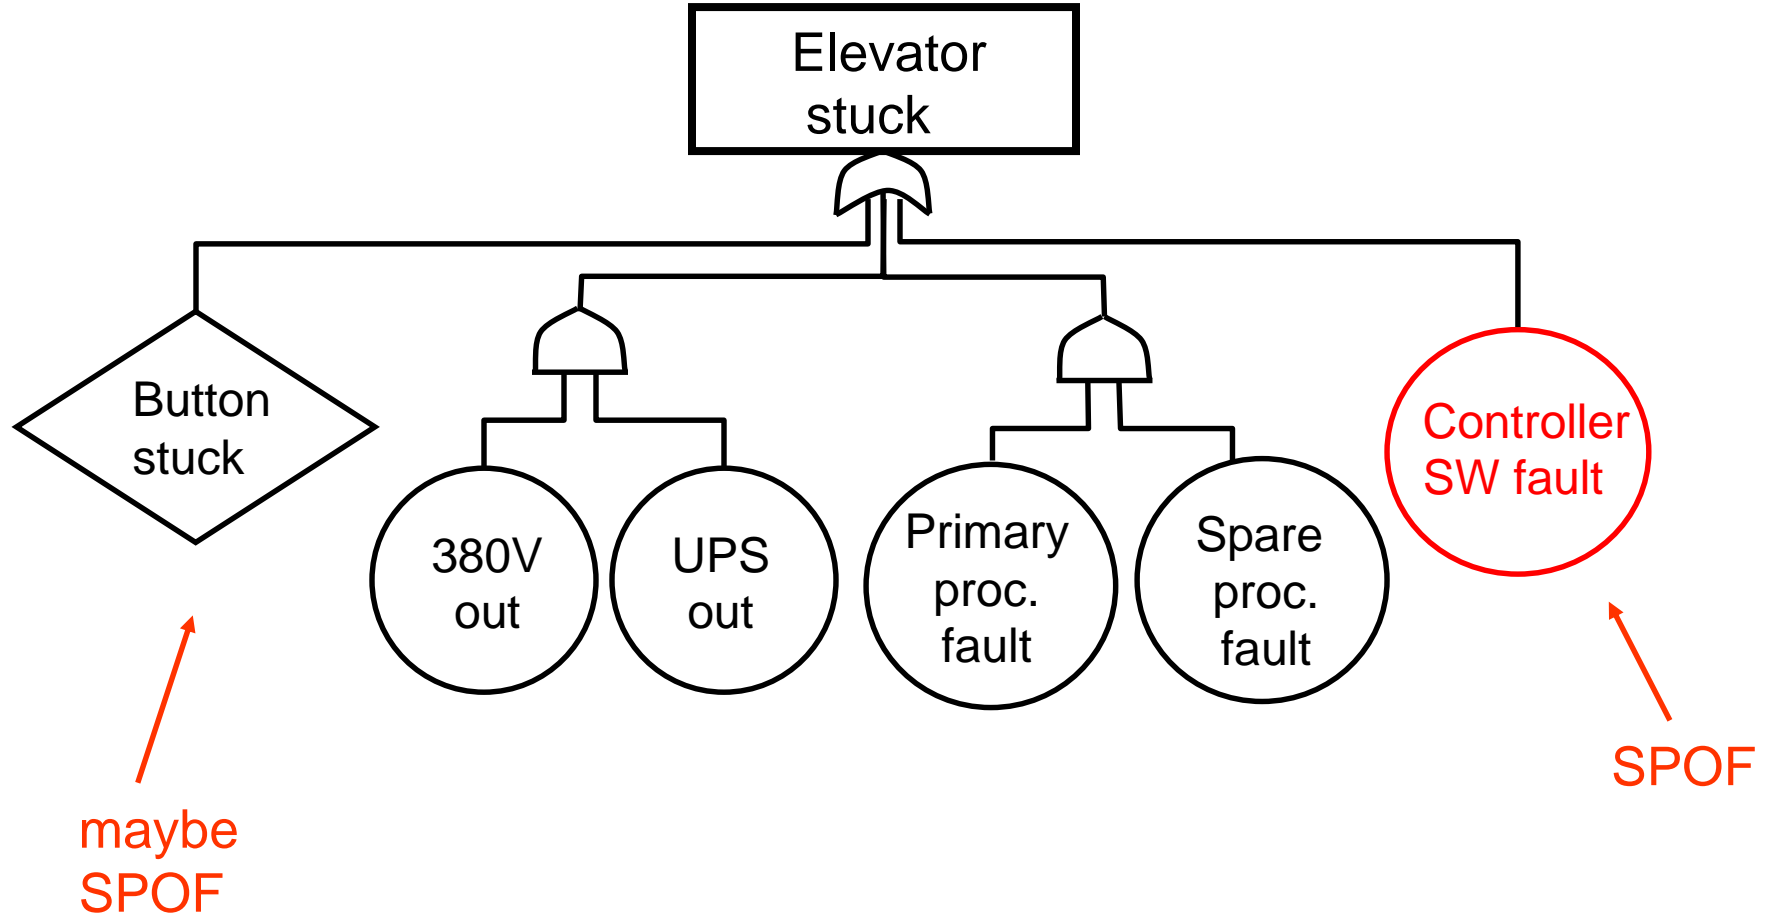 Elevator
stuck
Button
stuck
380V
out
UPS
out
Primary
proc.
fault
Spare
proc.
fault
Controller
SW fault
maybe
SPOF
SPOF